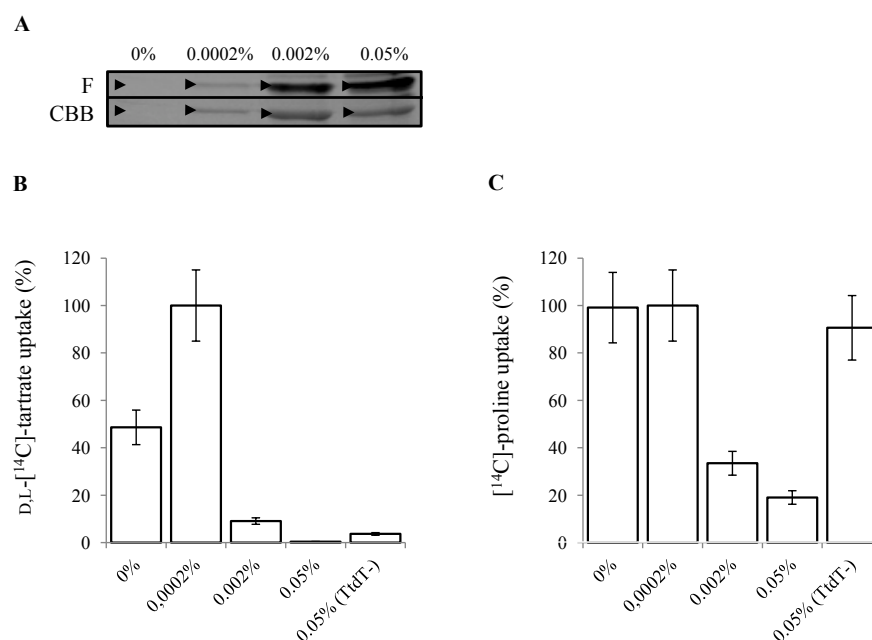 A
0% 0.0002% 0.002% 0.05%
F
CBB
B
D,L-[¹⁴C]-tartrate uptake (%)
120
100
80
60
40
20
0
0% 0,0002% 0.002% 0.05% 0.05% (TtdT-)
C
[¹⁴C]-proline uptake (%)
120
100
80
60
40
20
0
0% 0,0002% 0.002% 0.05% 0.05% (TtdT-)